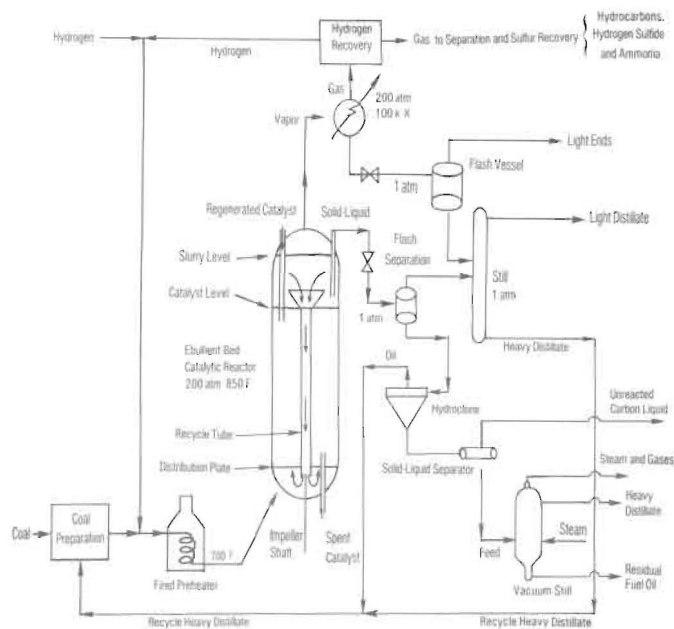 Hydrogen
Hydrogen
Hydrogen
Recovery
Gas to Separation and Sulfur Recovery
Hydrocarbons,
Hydrogen Sulfide
and Ammonia
Gas
200 atm
100 k X
Vapor
Light Ends
Flash Vessel
1 atm
Regenerated Catalyst
Solid-Liquid
Light Distillate
Flash
Separation
Slurry Level
Still
1 atm
Catalyst Level
1 atm
Heavy Distillate
Ebullient Bed
Catalytic Reactor
200 atm 850 F
Oil
Hydroclone
Unreacted
Carbon Liquid
Recycle Tube
Solid-Liquid Separator
Steam and Gases
Distribution Plate
Heavy
Distillate
Coal
Coal
Preparation
700 F
Impeller
Shaft
Spent
Catalyst
Feed
Steam
Fired Preheater
Vacuum Still
Residual
Fuel Oil
Recycle Heavy Distillate
Recycle Heavy Distillate